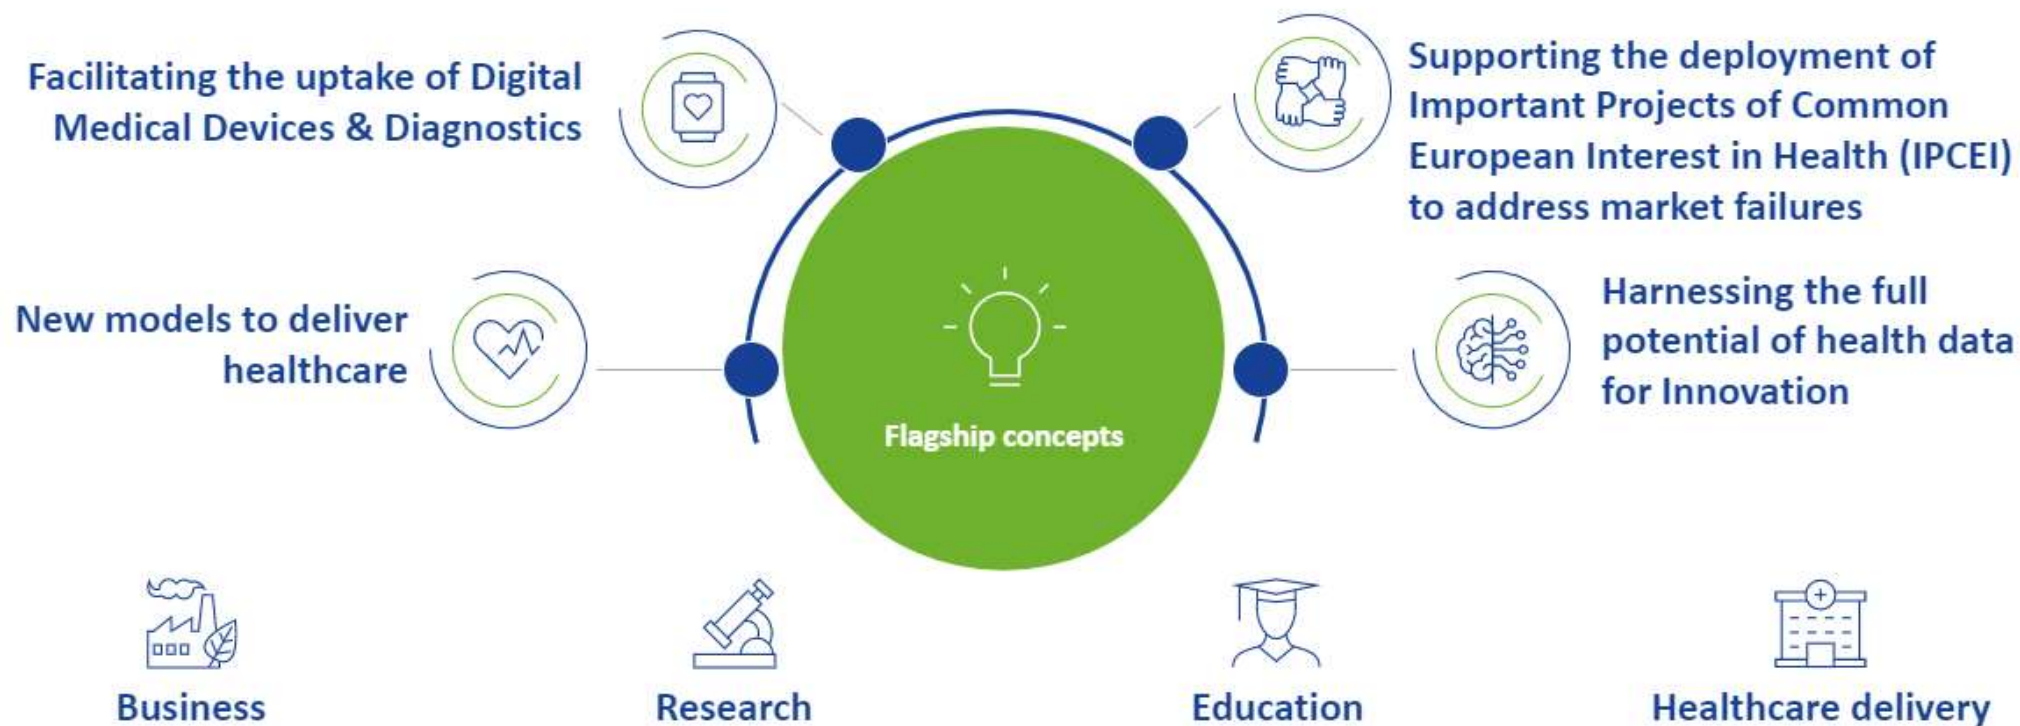 Facilitating the uptake of Digital
Medical Devices & Diagnostics
Supporting the deployment of
Important Projects of Common
European Interest in Health (IPCEI)
to address market failures
New models to deliver
healthcare
Harnessing the full
potential of health data
for Innovation
Flagship concepts
Business
Research
Education
Healthcare delivery